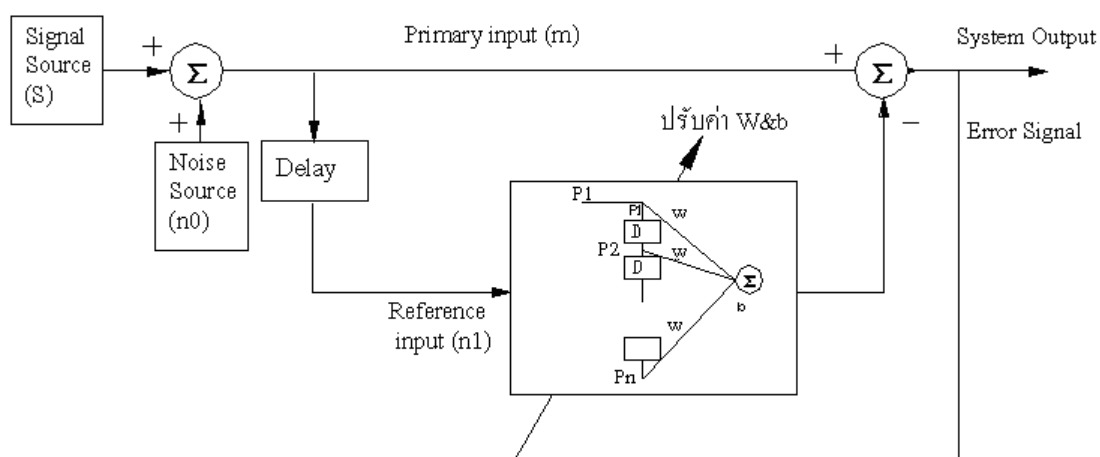 Signal
Source
(S)
+
Σ
+
Noise
Source
(n0)
Primary input (m)
Delay
Reference
input (n1)
ปรับค่า W&b
P1
P1
W
D
P2
W
D
W
Pn
Σ
b
+
Σ
−
System Output
Error Signal